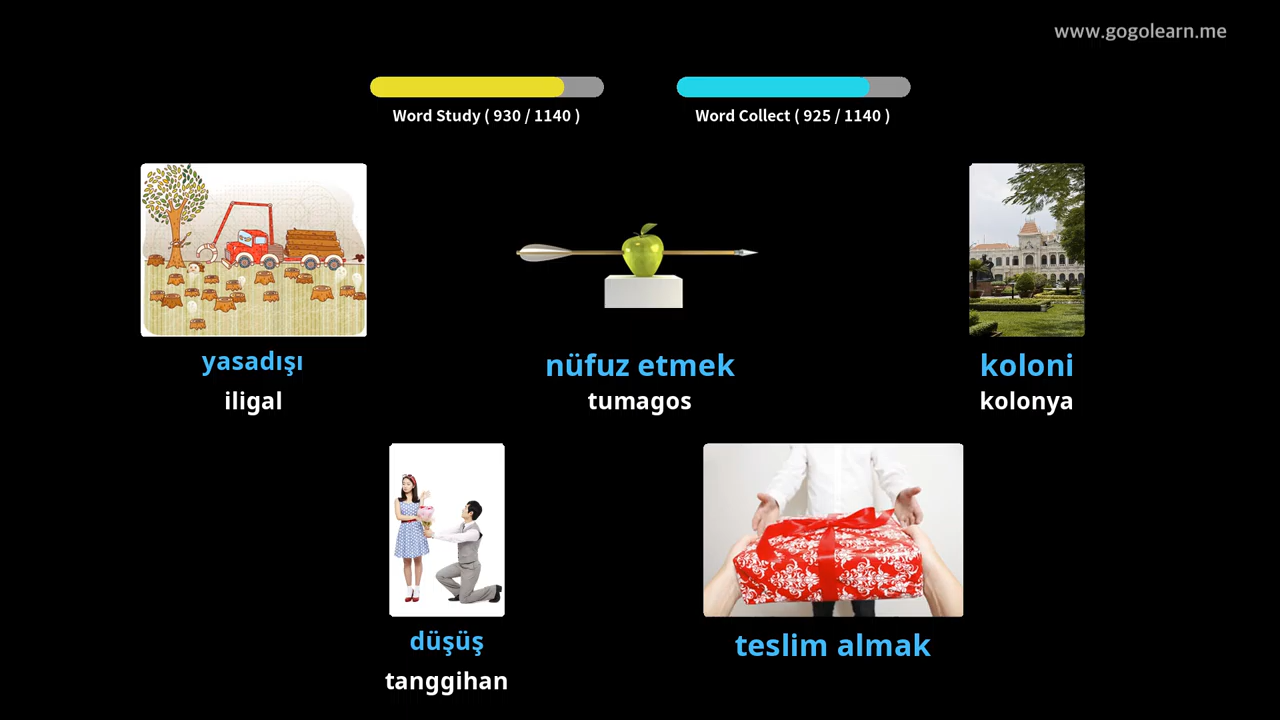 www.gogolearn.me
Word Study ( 930 / 1140 )
Word Collect ( 925 / 1140 )
yasadışı
iligal
nüfuz etmek
tumagos
koloni
kolonya
düşüş
tanggihan
teslim almak